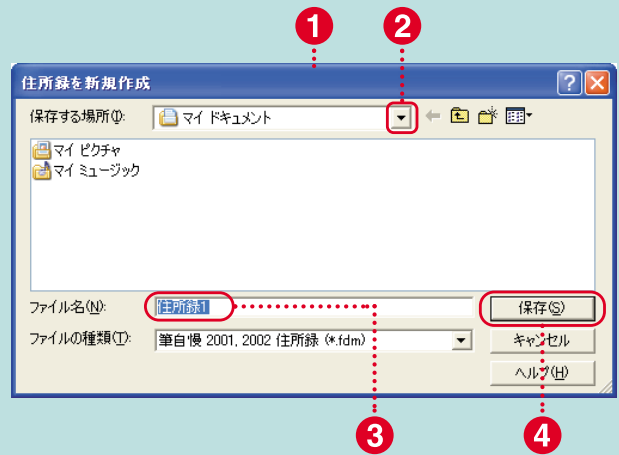 1 2
住所録を新規作成
保存する場所(I): マイ ドキュメント
マイ ピクチャ
マイ ミュージック
ファイル名(N): 住所録1 保存(S)
ファイルの種類(T): 筆自慢 2001, 2002 住所録 (*.fdm) キャンセル
ヘルプ(H)
3 4